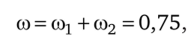 ω = ω₁ + ω₂ = 0,75,